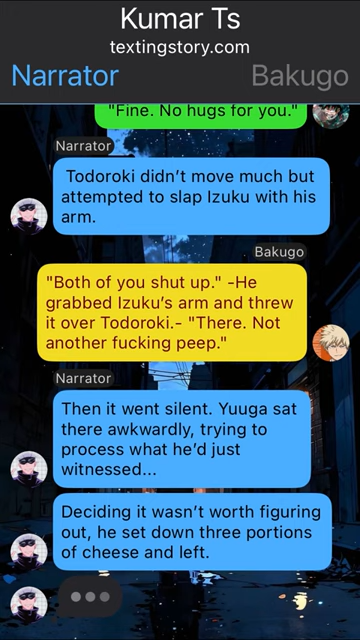 Kumar Ts
textingstory.com
Narrator
Bakugo
"Fine. No hugs for you."
Narrator
Todoroki didn’t move much but
attempted to slap Izuku with his
arm.
Bakugo
"Both of you shut up." -He
grabbed Izuku’s arm and threw
it over Todoroki.- "There. Not
another fucking peep."
Narrator
Then it went silent. Yuuga sat
there awkwardly, trying to
process what he’d just
witnessed...
Deciding it wasn’t worth figuring
out, he set down three portions
of cheese and left.